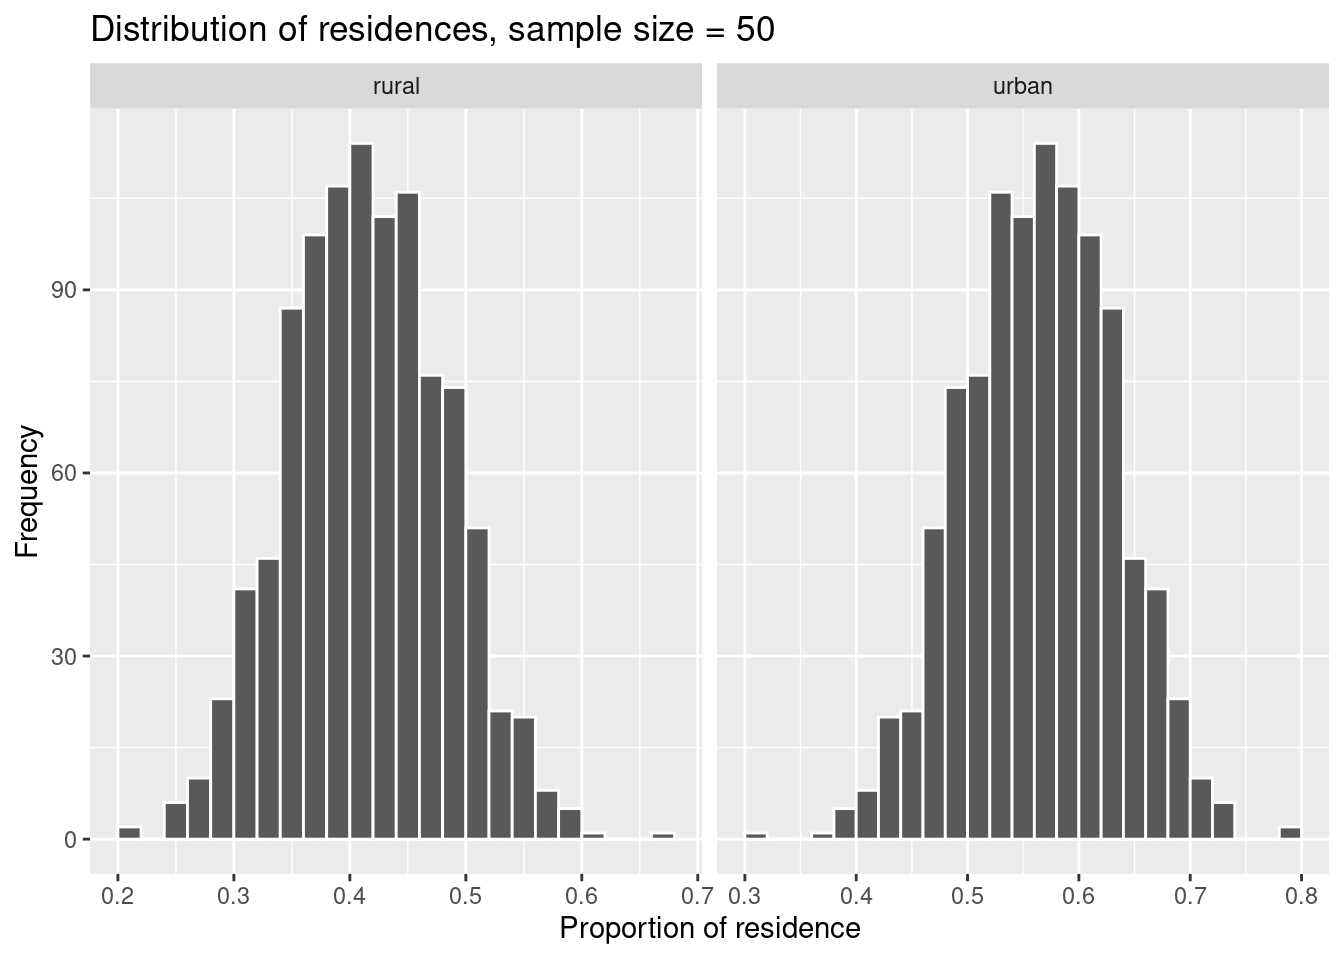 Distribution of residences, sample size = 50
rural
urban
90
60
30
0
Frequency
0.2 0.3 0.4 0.5 0.6 0.7
0.3 0.4 0.5 0.6 0.7 0.8
Proportion of residence